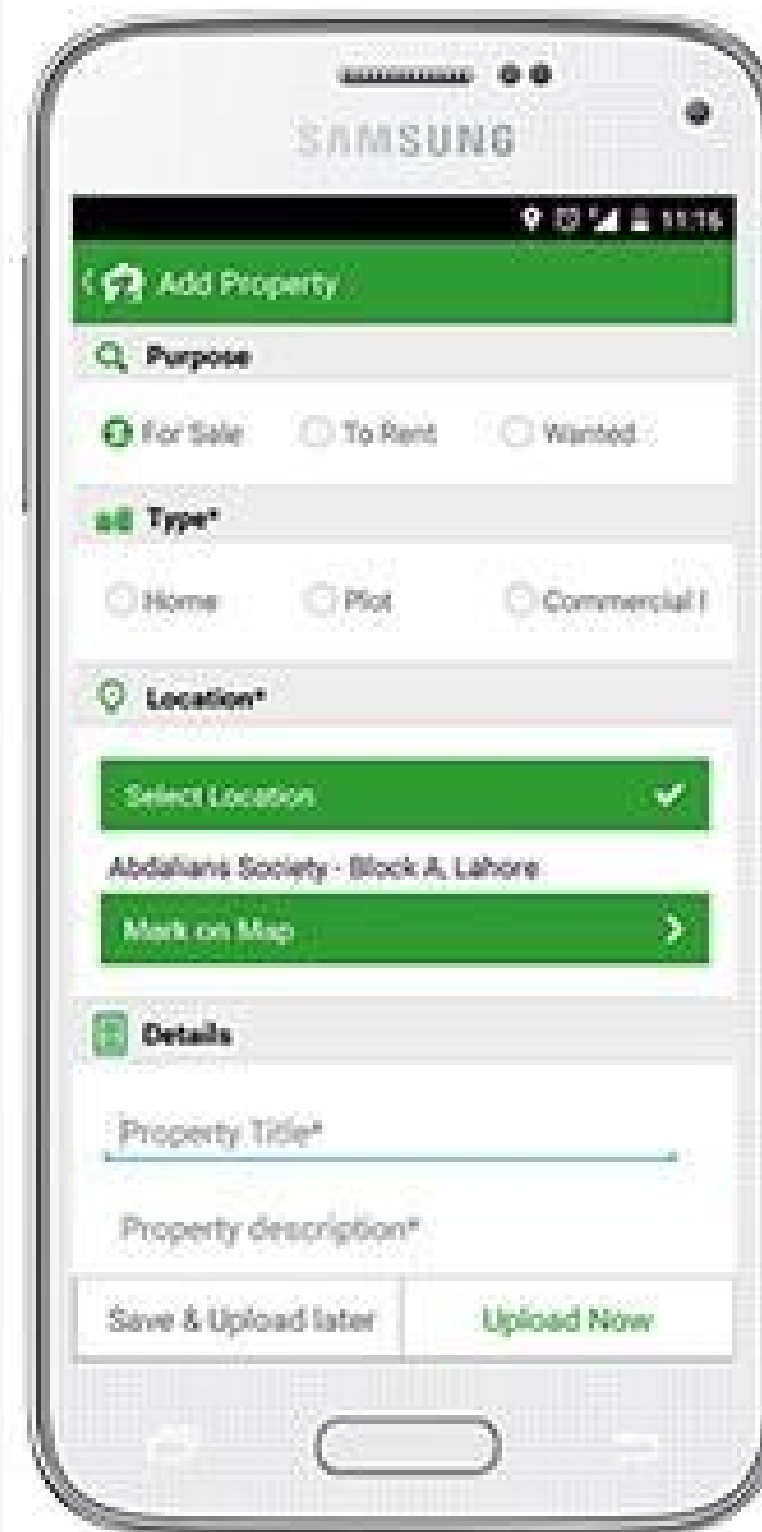 SAMSUNG
11:16
Add Property
Purpose
For Sale To Rent Wanted
Type*
Home Plot Commercial
Location*
Select Location
Abdalians Society - Block A, Lahore
Mark on Map
Details
Property Title*
Property description*
Save & Upload later Upload Now